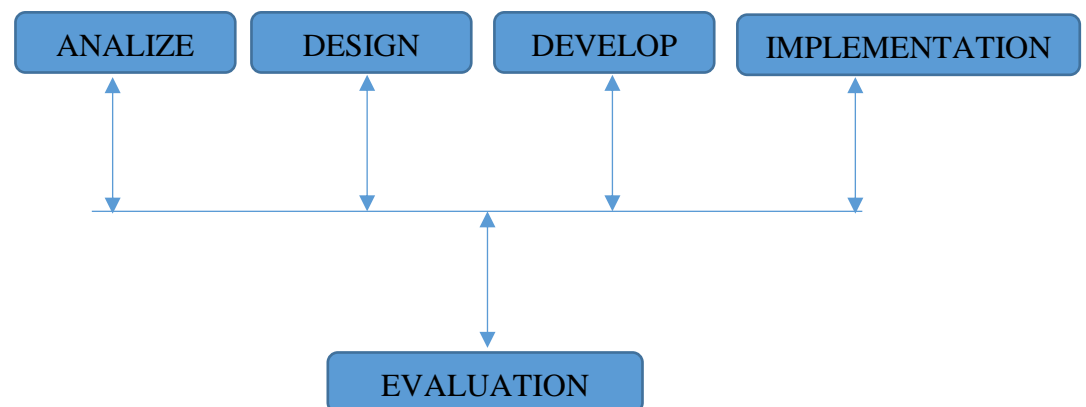 ANALIZE
DESIGN
DEVELOP
IMPLEMENTATION
EVALUATION